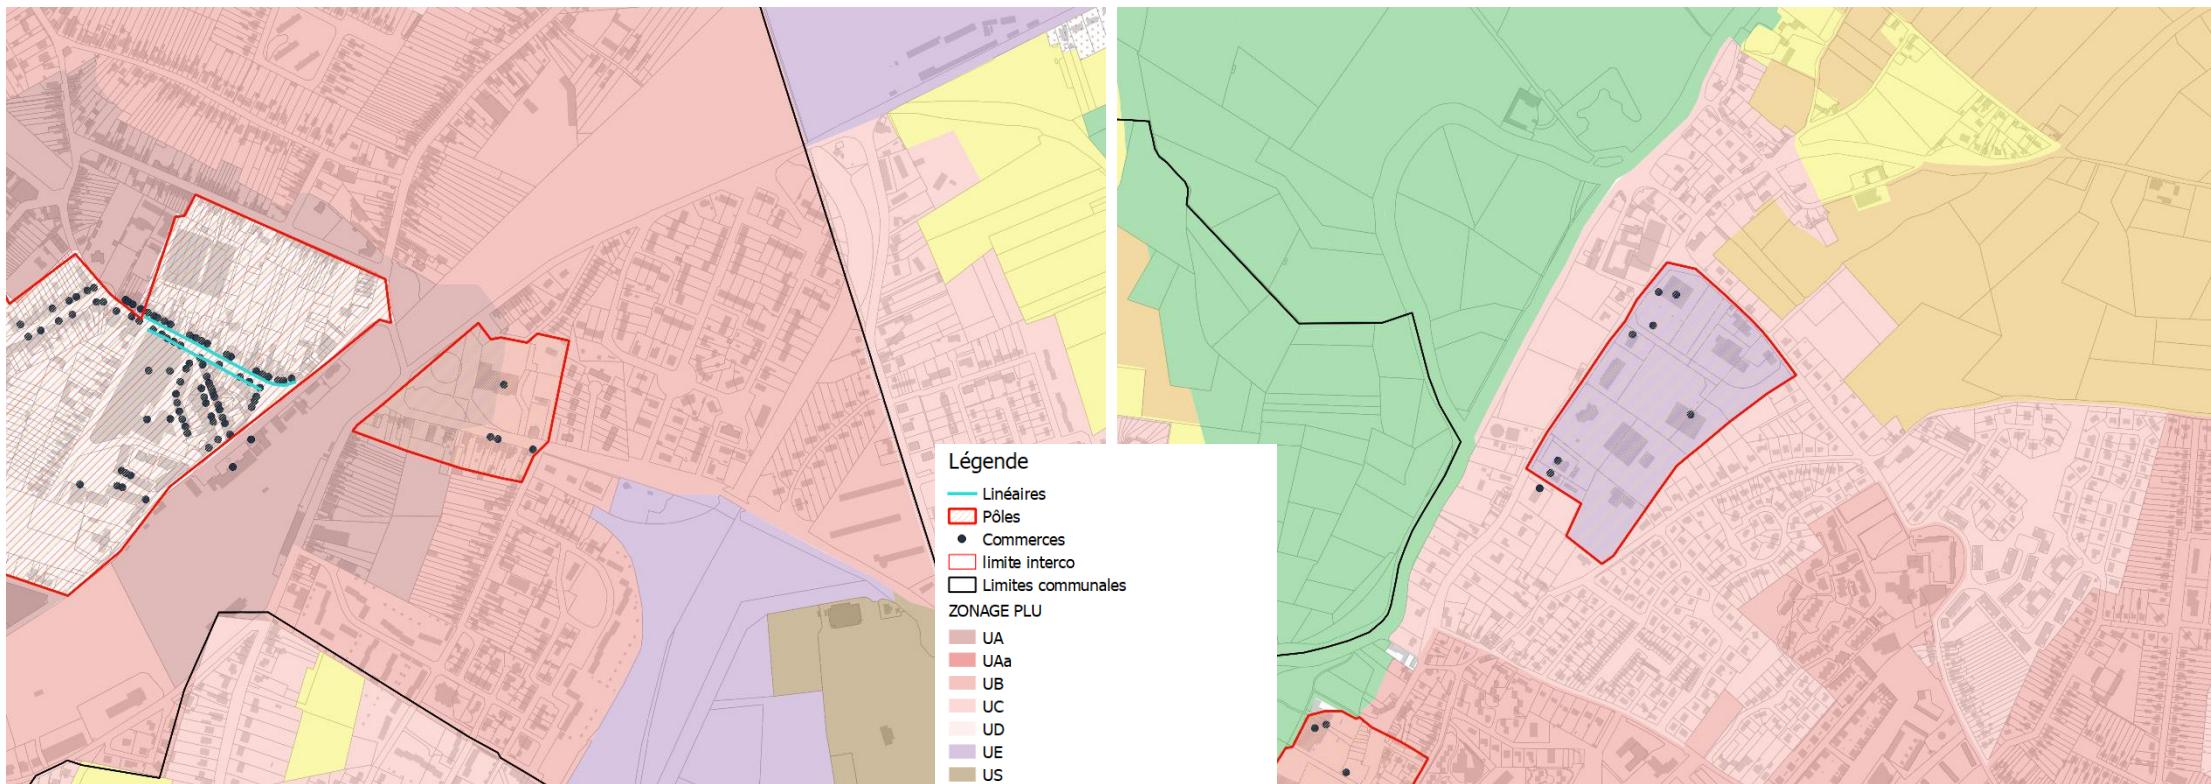 Légende
Linéaires
Pôles
Commerces
limite interco
Limites communales
ZONAGE PLU
UA
UAa
UB
UC
UD
UE
US